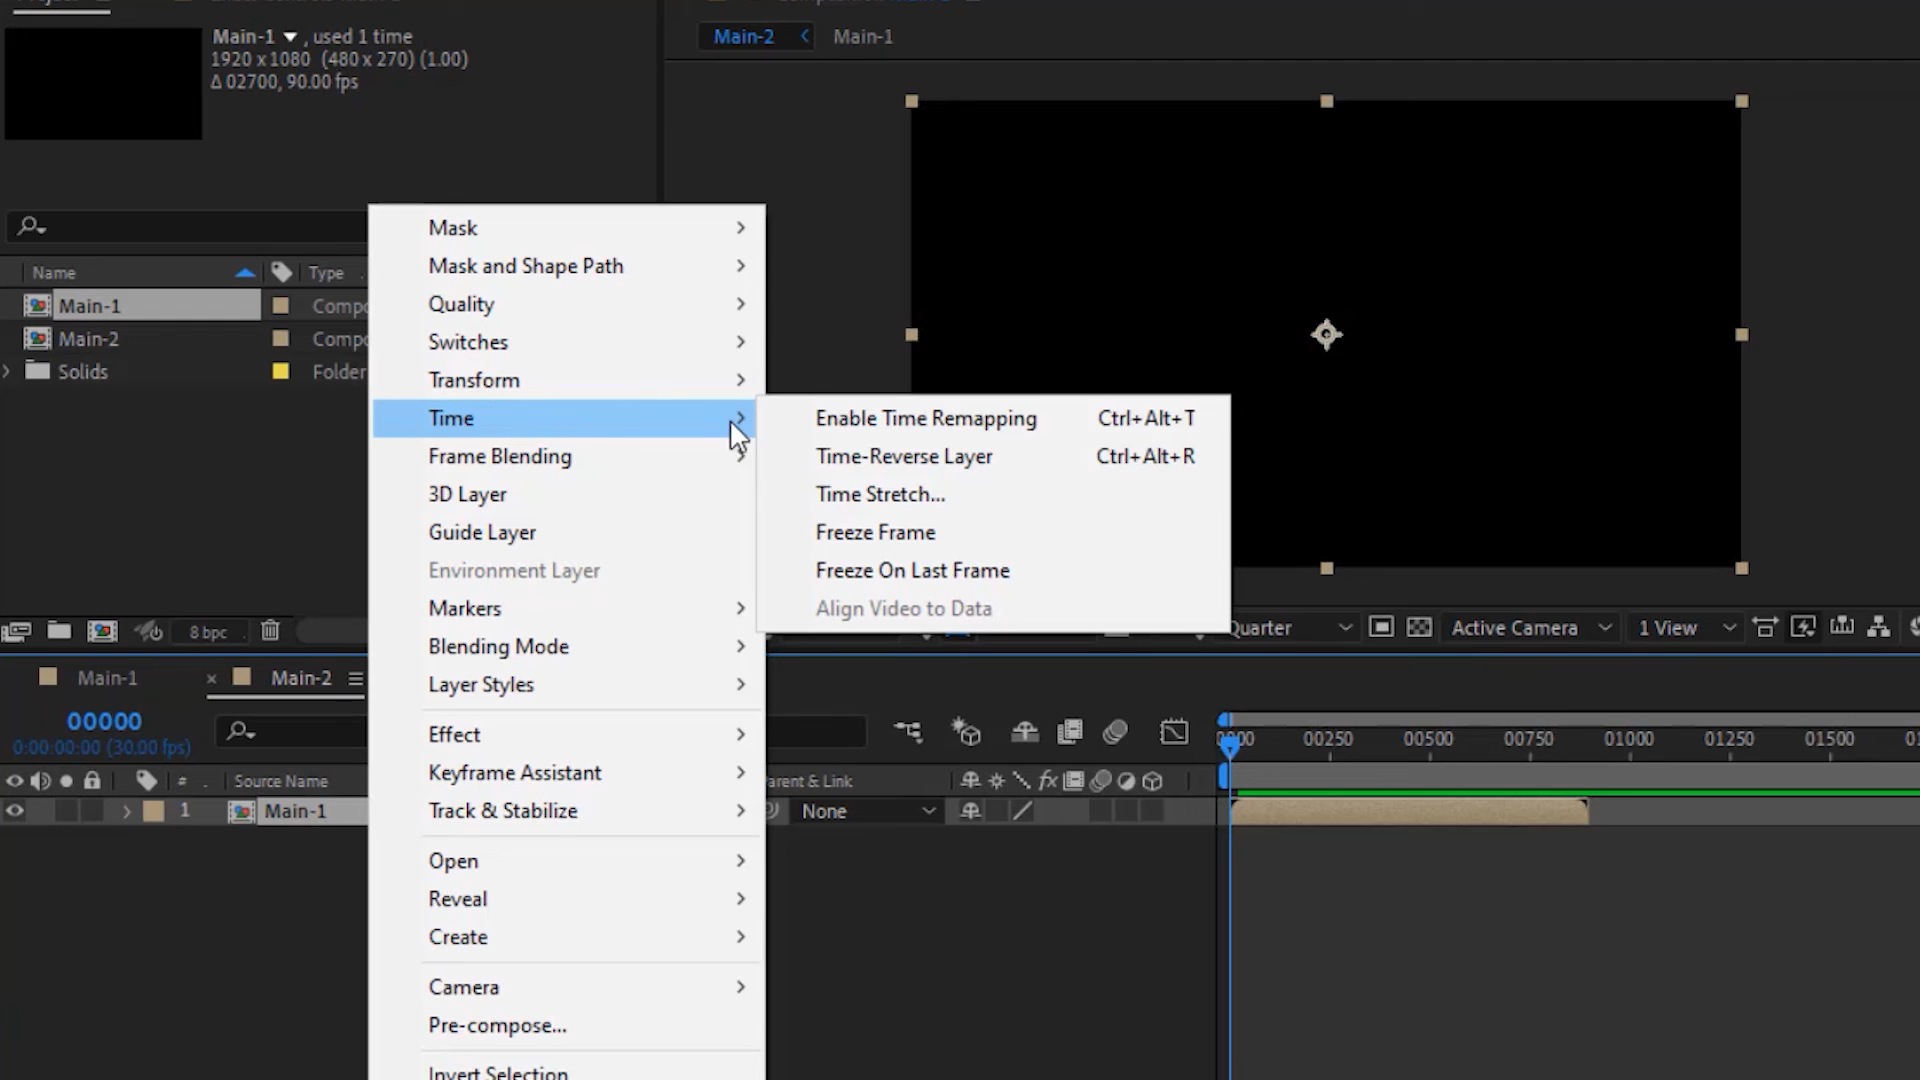 Main-1 , used 1 time
1920 x 1080 (480 x 270) (1.00)
Δ 02700, 90.00 fps
Main-2
Main-1
Name
Type
Main-1
Compo
Main-2
Compo
Solids
Folder
8 bpc
Mask
Mask and Shape Path
Quality
Switches
Transform
Time
Frame Blending
3D Layer
Guide Layer
Environment Layer
Markers
Blending Mode
Layer Styles
Effect
Keyframe Assistant
Track & Stabilize
Open
Reveal
Create
Camera
Pre-compose...
Invert Selection
Enable Time Remapping Ctrl+Alt+T
Time-Reverse Layer Ctrl+Alt+R
Time Stretch...
Freeze Frame
Freeze On Last Frame
Align Video to Data
Quarter
Active Camera
1 View
Main-1
Main-2
00000
0:00:00:00 (30.00 fps)
# Source Name
Parent & Link
fx
1 Main-1
None
0000 00250 00500 00750 01000 01250 01500